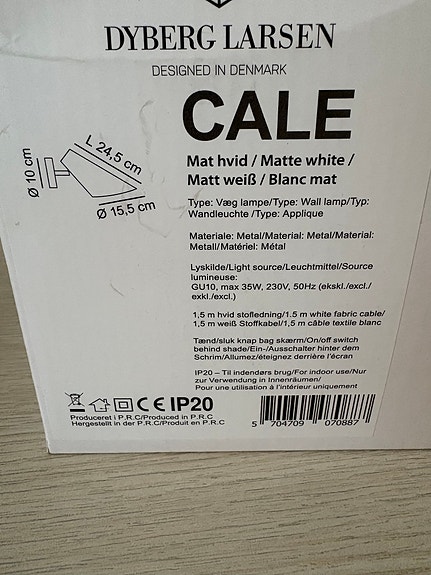 DYBERG LARSEN
DESIGNED IN DENMARK
CALE
L 24,5 cm
Ø 10 cm
Ø 15,5 cm
Mat hvid / Matte white /
Matt weiß / Blanc mat
Type: Væg lampe/Type: Wall lamp/Typ:
Wandleuchte /Type: Applique
Materiale: Metal/Material: Metal/Material:
Metall/Matériel: Métal
Lyskilde/Light source/Leuchtmittel/Source
lumineuse:
GU10, max 35W, 230V, 50Hz (ekskl./excl./
exkl./excl.)
1,5 m hvid stofledning/1.5 m white fabric cable/
1,5 m weiß Stoffkabel/1,5 m câble textile blanc
Tænd/sluk knap bag skærm/On/off switch
behind shade/Ein-/Ausschalter hinter dem
Schrim/Allumez/éteignez derrière l'écran
IP20 – Til indendørs brug/For indoor use/Nur
zur Verwendung in Innenräumen/
Pour une utilisation à l'intérieur uniquement
CE IP20
Produceret i P.R.C/Produced in P.R.C
Hergestellt in der P.R.C/Produit en P.R.C
5 704709 070887